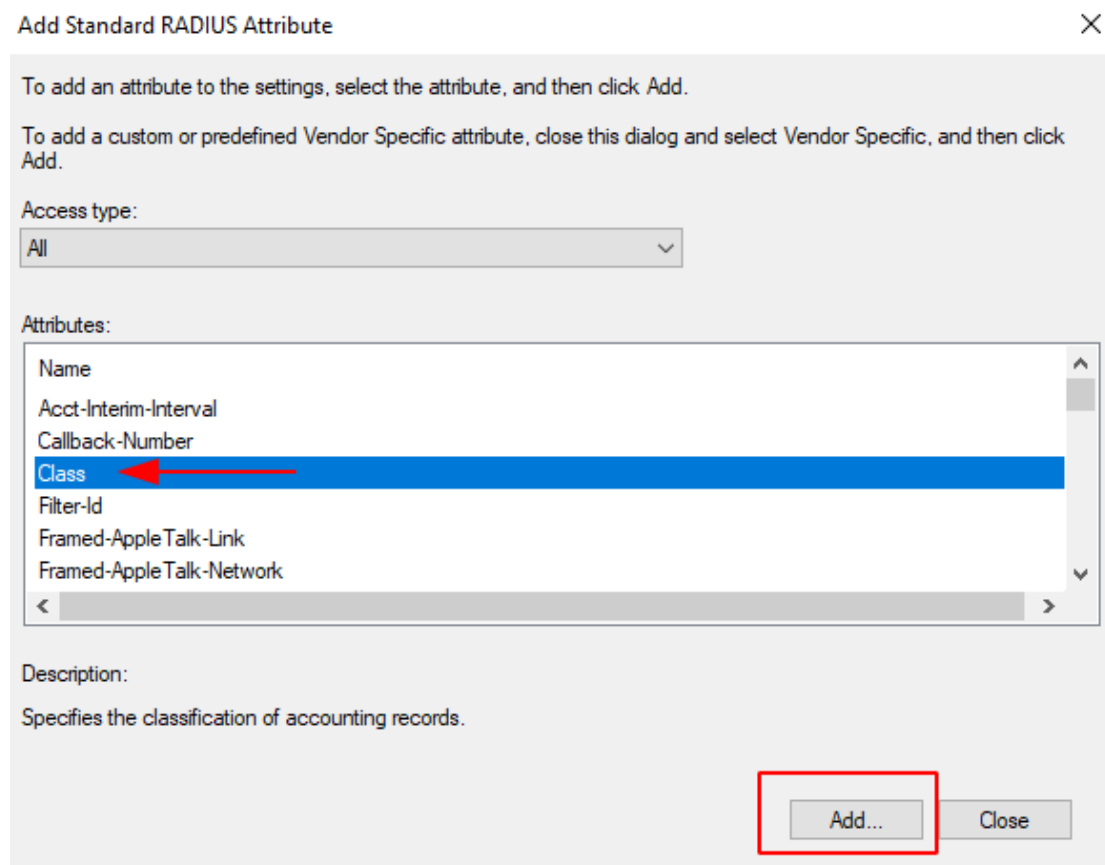 Add Standard RADIUS Attribute
To add an attribute to the settings, select the attribute, and then click Add.
To add a custom or predefined Vendor Specific attribute, close this dialog and select Vendor Specific, and then click
Add.
Access type:
All
Attributes:
Name
Acct-Interim-Interval
Callback-Number
Class
Filter-Id
Framed-AppleTalk-Link
Framed-AppleTalk-Network
Description:
Specifies the classification of accounting records.
Add... Close